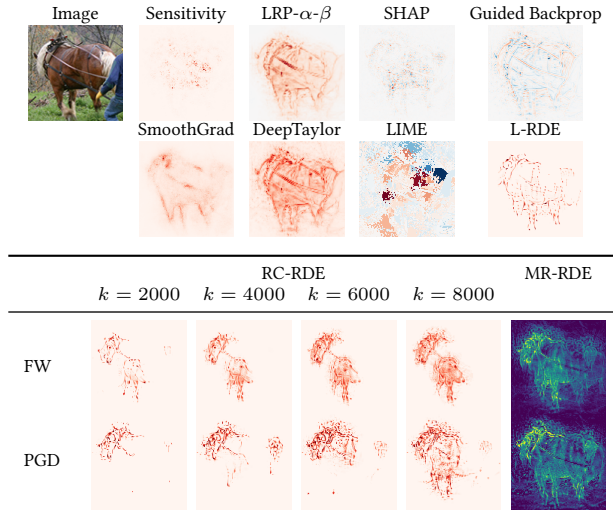 Image Sensitivity LRP-α-β SHAP Guided Backprop
SmoothGrad DeepTaylor LIME L-RDE
RC-RDE MR-RDE
k = 2000 k = 4000 k = 6000 k = 8000
FW
PGD